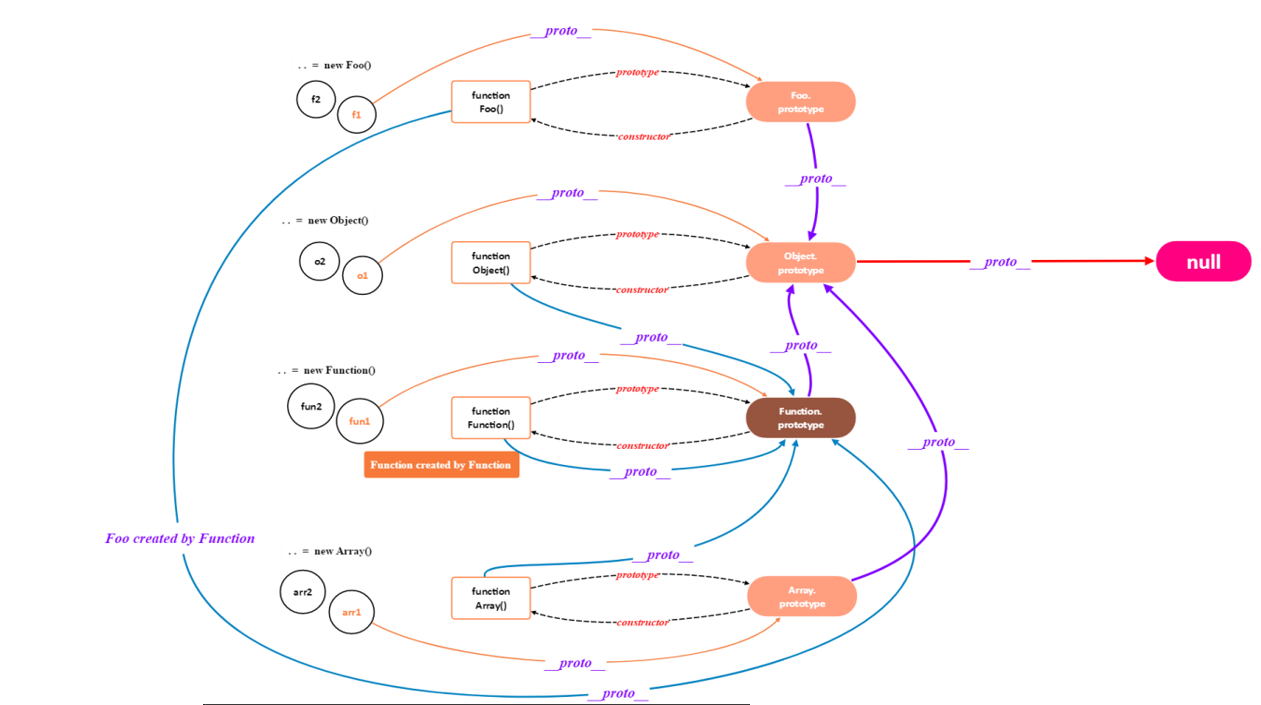 __proto__
. . = new Foo()
f2
f1
function
Foo()
prototype
constructor
Foo.
prototype
__proto__
__proto__
. . = new Object()
o2
o1
function
Object()
prototype
constructor
Object.
prototype
__proto__
null
__proto__
__proto__
__proto__
. . = new Function()
fun2
fun1
function
Function()
prototype
constructor
Function.
prototype
__proto__
Function created by Function
__proto__
Foo created by Function
. . = new Array()
__proto__
arr2
arr1
function
Array()
prototype
constructor
Array.
prototype
__proto__
__proto__